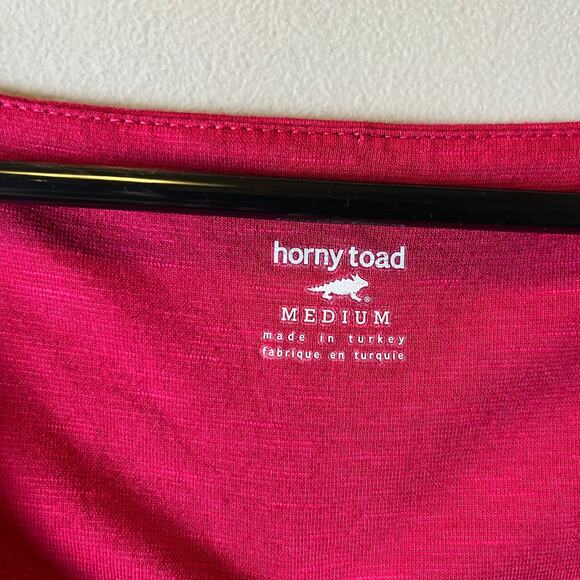 horny toad
®
MEDIUM
made in turkey
fabrique en turquie